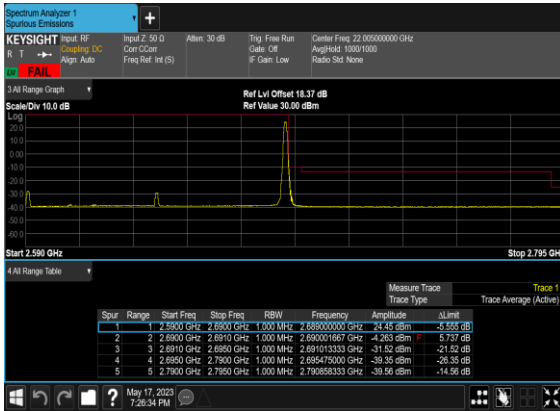 Spectrum Analyzer 1
Spurious Emissions
+
KEYSIGHT Input: RF Input Z: 50 Ω Atten: 30 dB Trig: Free Run Center Freq: 22.005000000 GHz
R T Coupling: DC Corr CCorr Gate: Off Avg|Hold: 1000/1000
Align: Auto Freq Ref: Int (S) IF Gain: Low Radio Std: None
FAIL
3 All Range Graph
Ref Lvl Offset 18.37 dB
Scale/Div 10.0 dB Ref Value 30.00 dBm
Log
20.0
10.0
0.00
-10.0
-20.0
-30.0
-40.0
-50.0
-60.0
Start 2.590 GHz Stop 2.795 GH
4 All Range Table
Measure Trace Trace 1
Trace Type Trace Average (Active)
Spur Range Start Freq Stop Freq RBW Frequency Amplitude ΔLimit
1 1 2.5900 GHz 2.6900 GHz 1.000 MHz 2.689000000 GHz 24.45 dBm -5.555 dB
2 2 2.6900 GHz 2.6910 GHz 1.000 MHz 2.690001667 GHz -4.263 dBm F 5.737 dB
3 3 2.6910 GHz 2.6950 GHz 1.000 MHz 2.691013333 GHz -31.52 dBm -21.52 dB
4 4 2.6950 GHz 2.7900 GHz 1.000 MHz 2.695475000 GHz -39.35 dBm -26.35 dB
5 5 2.7900 GHz 2.7950 GHz 1.000 MHz 2.790858333 GHz -39.56 dBm -14.56 dB
?
May 17, 2023
7:26:34 PM